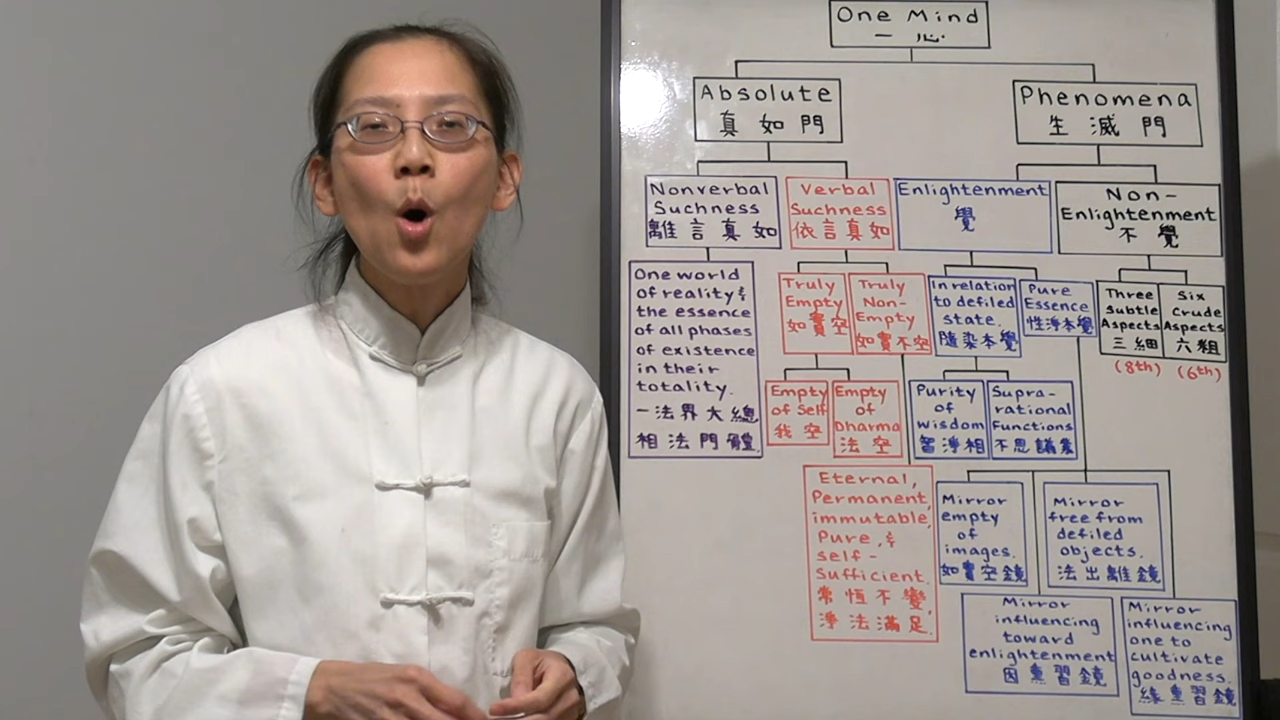 One Mind
一心
Absolute
真如門
Phenomena
生滅門
Nonverbal
Suchness
離言真如
Verbal
Suchness
依言真如
Enlightenment
覺
Non-
Enlightenment
不覺
One world
of reality &
the essence
of all phases
of existence
in their
totality.
一法界大總
相法門體
Truly
Empty
如實空
Truly
Non-
Empty
如實不空
In relation
to defiled
state.
隨染本覺
Pure
Essence
性淨本覺
Three
Subtle
Aspects
三細
(8th)
Six
Crude
Aspects
六粗
(6th)
Empty
of Self
我空
Empty
of
Dharma
法空
Purity
of
Wisdom
智淨相
Supra-
rational
Functions
不思議業
Eternal,
Permanent,
immutable,
Pure, &
self-
Sufficient.
常恆不變,
淨法滿足.
Mirror
empty
of
images.
如實空鏡
Mirror
free from
defiled
objects.
法出離鏡
Mirror
influencing
toward
enlightenment
因熏習鏡
Mirror
influencing
one to
cultivate
goodness.
緣熏習鏡